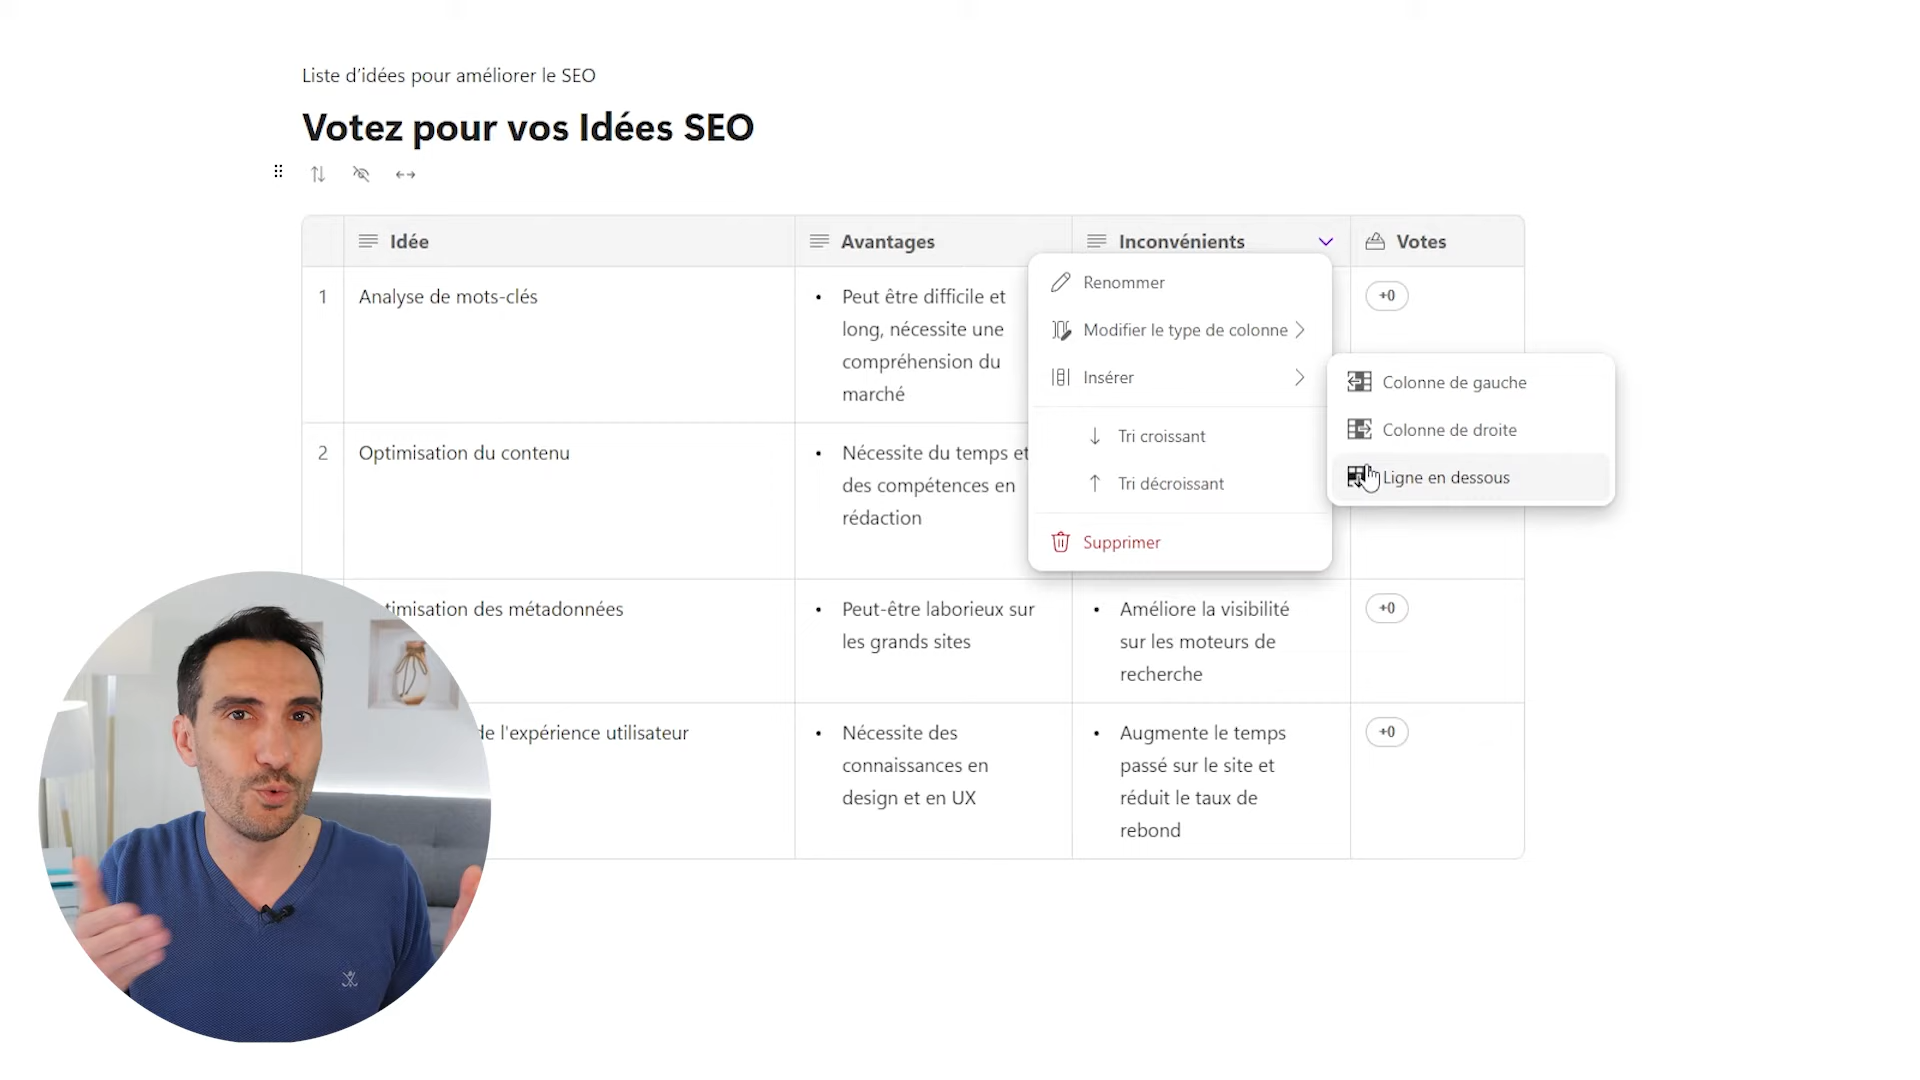 Liste d’idées pour améliorer le SEO
Votez pour vos Idées SEO
Idée
Avantages
Inconvénients
Votes
1
Analyse de mots-clés
Peut être difficile et
long, nécessite une
compréhension du
marché
+0
2
Optimisation du contenu
Nécessite du temps et
des compétences en
rédaction
des métadonnées
Peut-être laborieux sur
les grands sites
Améliore la visibilité
sur les moteurs de
recherche
+0
de l'expérience utilisateur
Nécessite des
connaissances en
design et en UX
Augmente le temps
passé sur le site et
réduit le taux de
rebond
+0
Renommer
Modifier le type de colonne
Insérer
Tri croissant
Tri décroissant
Supprimer
Colonne de gauche
Colonne de droite
Ligne en dessous